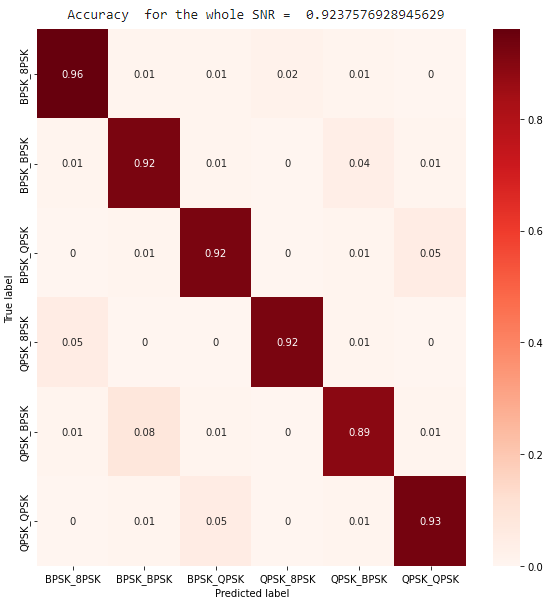 Accuracy  for the whole SNR =  0.9237576928945629
BPSK_8PSK 0.96 0.01 0.01 0.02 0.01 0
BPSK_BPSK 0.01 0.92 0.01 0 0.04 0.01
BPSK_QPSK 0 0.01 0.92 0 0.01 0.05
QPSK_8PSK 0.05 0 0 0.92 0.01 0
QPSK_BPSK 0.01 0.08 0.01 0 0.89 0.01
QPSK_QPSK 0 0.01 0.05 0 0.01 0.93
True label
BPSK_8PSK BPSK_BPSK BPSK_QPSK QPSK_8PSK QPSK_BPSK QPSK_QPSK
Predicted label
0.8
0.6
0.4
0.2
0.0